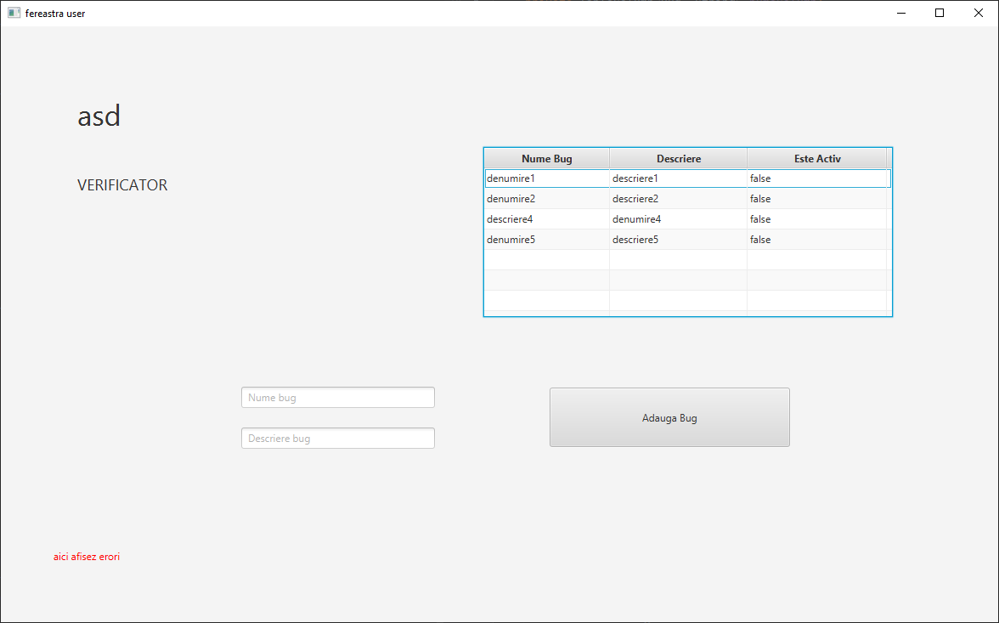 fereastra user
asd
VERIFICATOR
Nume Bug Descriere Este Activ
denumire1 descriere1 false
denumire2 descriere2 false
descriere4 denumire4 false
denumire5 descriere5 false
Nume bug
Descriere bug
Adauga Bug
aici afisez erori